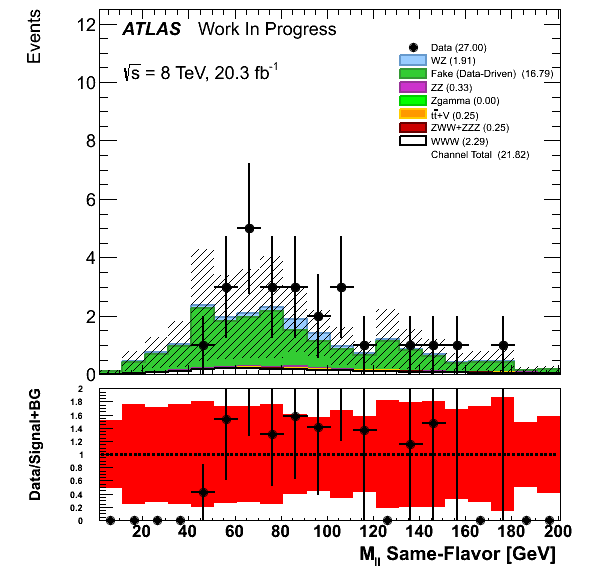 Events
12
10
8
6
4
2
0
ATLAS Work In Progress
√s = 8 TeV, 20.3 fb⁻¹
Data (27.00)
WZ (1.91)
Fake (Data-Driven) (16.79)
ZZ (0.33)
Zgamma (0.00)
tt̄+V (0.25)
ZWW+ZZZ (0.25)
WWW (2.29)
Channel Total (21.82)
Data/Signal+BG
2
1.8
1.6
1.4
1.2
1
0.8
0.6
0.4
0.2
0
20 40 60 80 100 120 140 160 180 200
M_ll Same-Flavor [GeV]